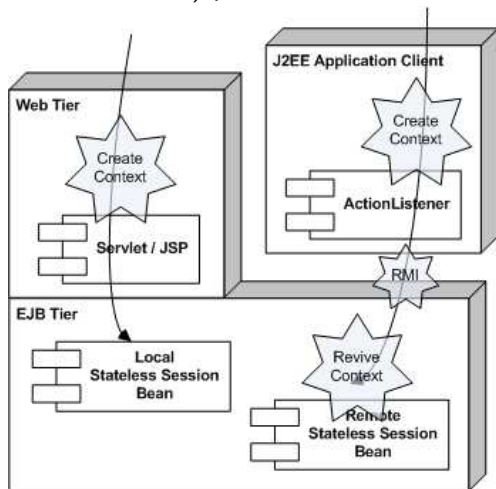 J2EE Application Client
Web Tier
Create
Context
Create
Context
ActionListener
Servlet / JSP
RMI
EJB Tier
Local
Stateless Session
Bean
Revive
Context
Remote
Stateless Session
Bean